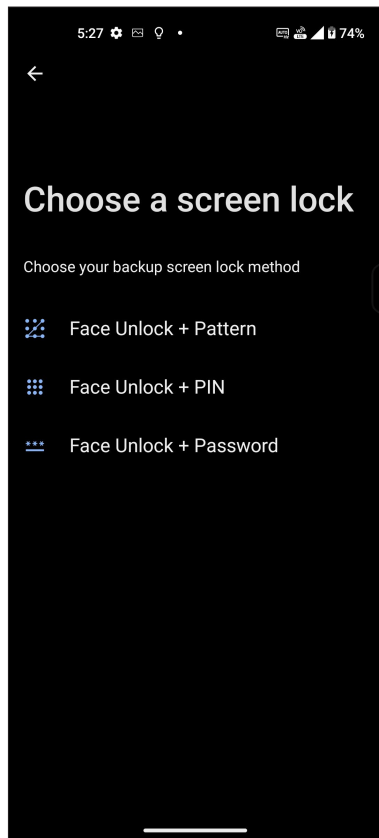 5:27 74%
Choose a screen lock
Choose your backup screen lock method
Face Unlock + Pattern
Face Unlock + PIN
*** Face Unlock + Password